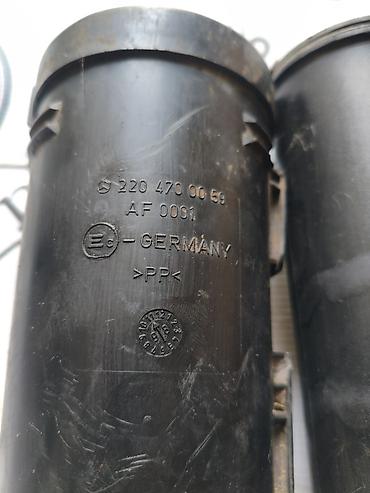 220 470 00 59
AF 0001
- GERMANY
>PP<